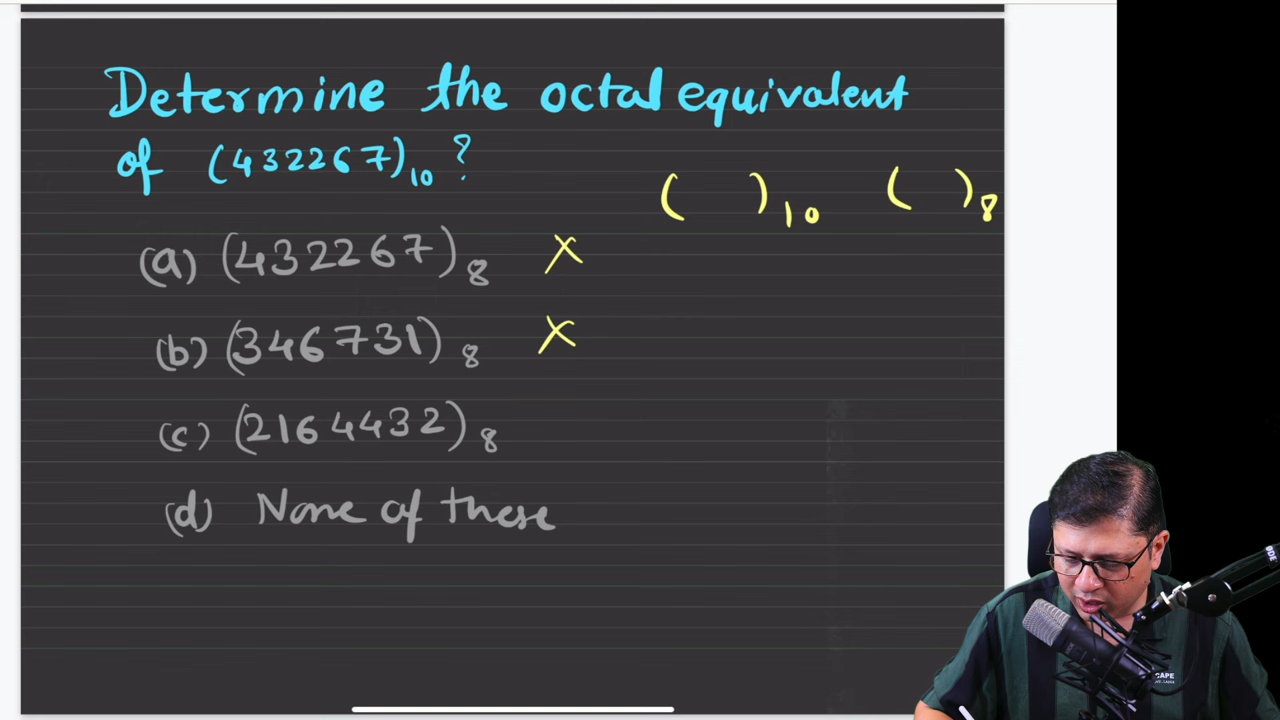 Determine the octal equivalent
of (432267)₁₀ ?
( )₁₀ ( )₈
(a) (432267)₈ X
(b) (346731)₈ X
(c) (2164432)₈
(d) None of these